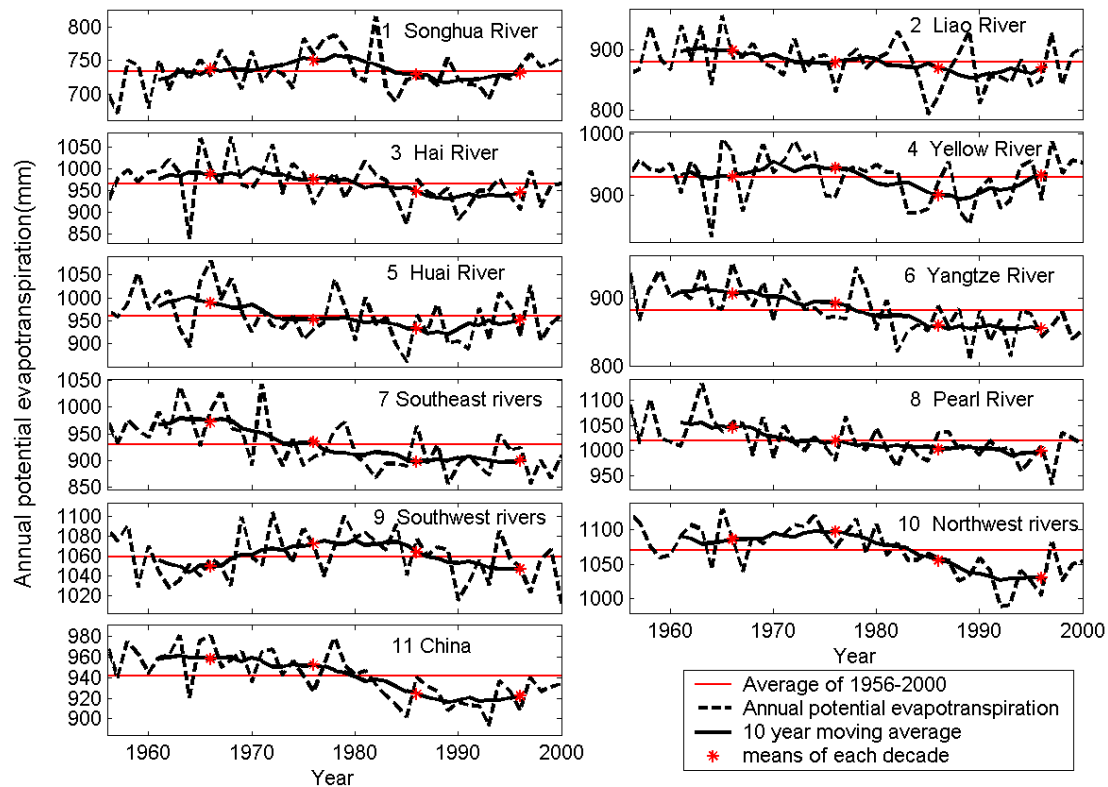 Annual potential evapotranspiration(mm)
1 Songhua River
800
750
700
2 Liao River
900
800
3 Hai River
1050
1000
950
900
850
4 Yellow River
1000
900
5 Huai River
1050
1000
950
900
6 Yangtze River
900
800
7 Southeast rivers
1050
1000
950
900
850
8 Pearl River
1100
1050
1000
950
9 Southwest rivers
1100
1080
1060
1040
1020
10 Northwest rivers
1100
1050
1000
1960 1970 1980 1990 2000
Year
11 China
980
960
940
920
900
1960 1970 1980 1990 2000
Year
Average of 1956-2000
Annual potential evapotranspiration
10 year moving average
means of each decade